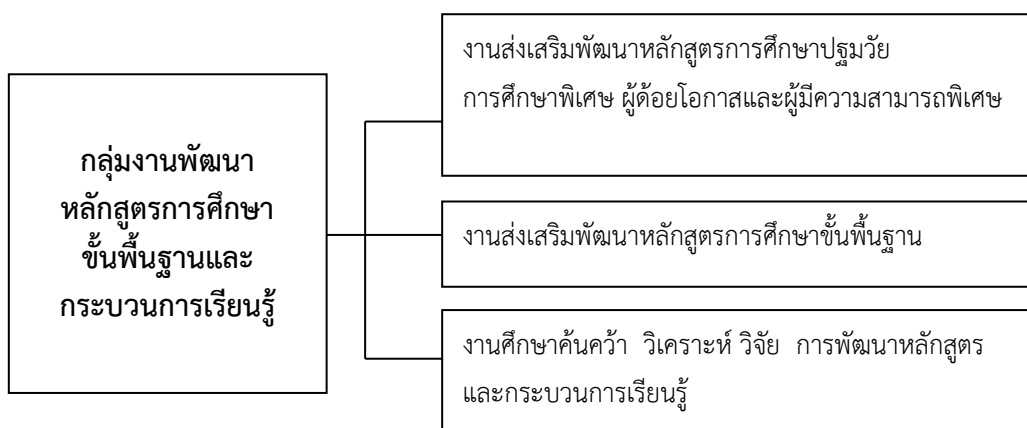 กลุ่มงานพัฒนา
หลักสูตรการศึกษา
ขั้นพื้นฐานและ
กระบวนการเรียนรู้
งานส่งเสริมพัฒนาหลักสูตรการศึกษาปฐมวัย
การศึกษาพิเศษ ผู้ด้อยโอกาสและผู้มีความสามารถพิเศษ
งานส่งเสริมพัฒนาหลักสูตรการศึกษาขั้นพื้นฐาน
งานศึกษาค้นคว้า วิเคราะห์ วิจัย การพัฒนาหลักสูตร
และกระบวนการเรียนรู้